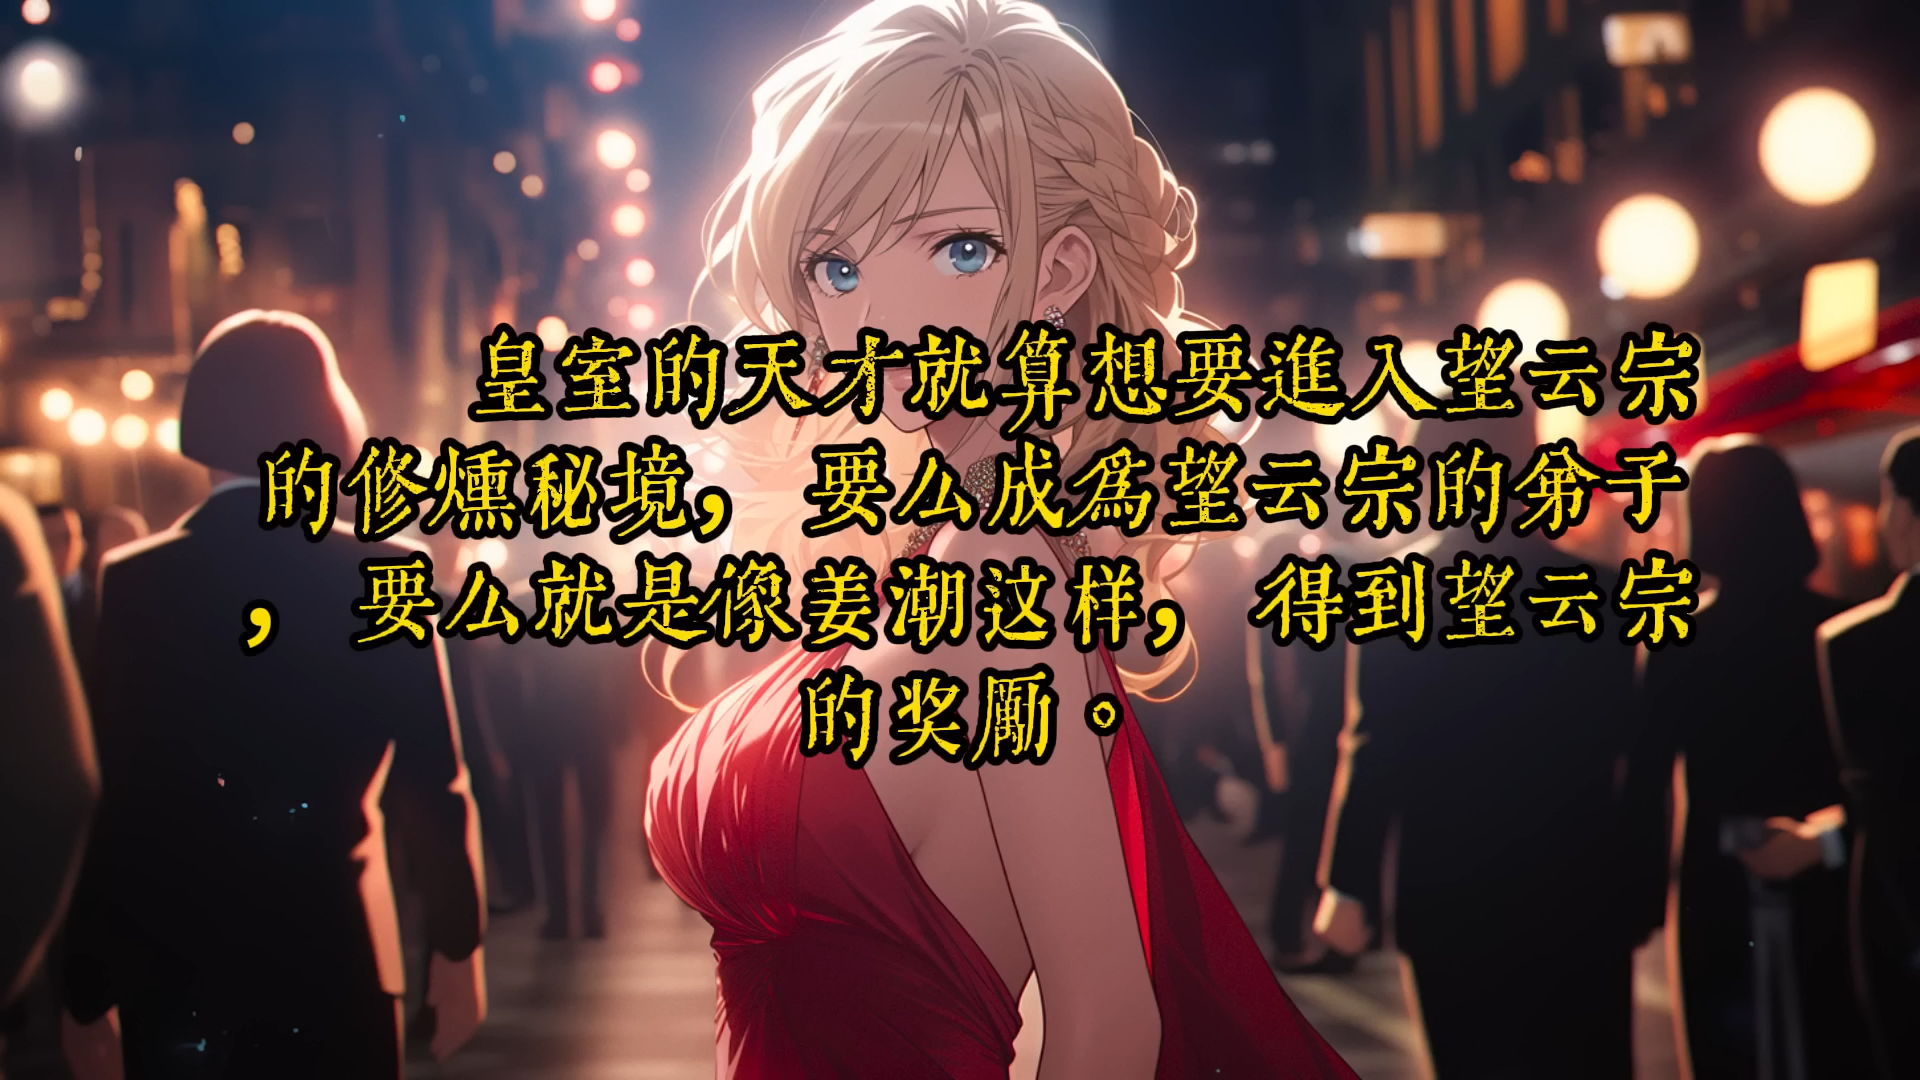 皇室的天才就算想要進入望云宗
的修爋秘境，要么成爲望云宗的弟子
，要么就是像姜潮这样，得到望云宗
的奖勵。